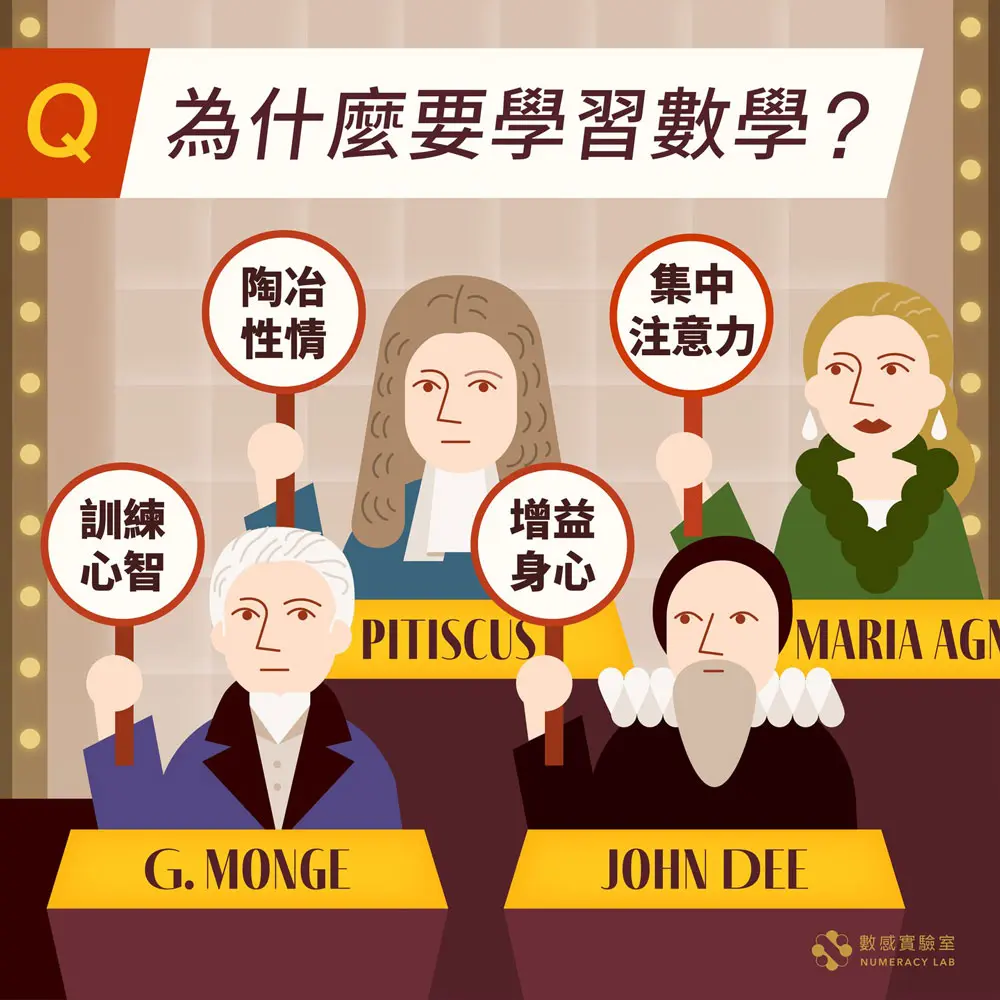 Q
為什麼要學習數學？
陶冶
性情
集中
注意力
訓練
心智
增益
身心
PITISCUS
MARIA AGN
G. MONGE
JOHN DEE
數感實驗室
NUMERACY LAB